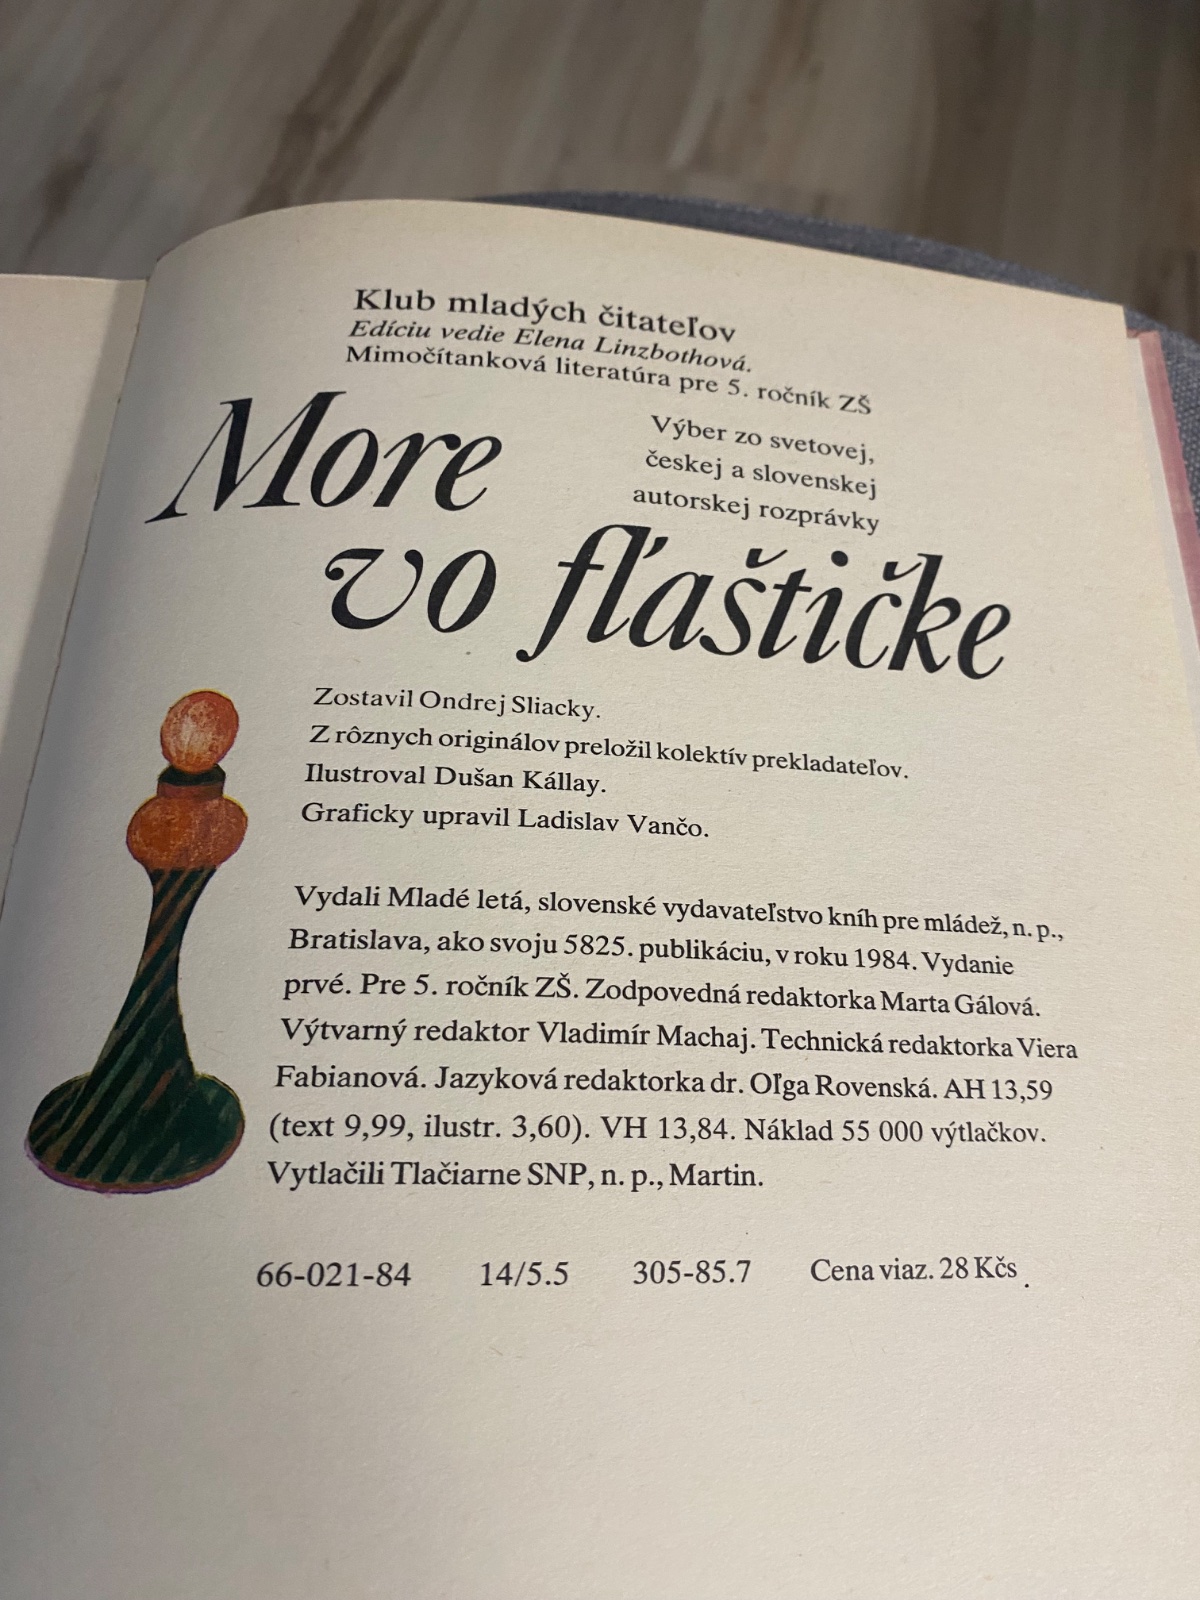 Klub mladých čitateľov
Edíciu vedie Elena Linzbothová.
Mimočítanková literatúra pre 5. ročník ZŠ
More
Výber zo svetovej,
českej a slovenskej
autorskej rozprávky
vo fľaštičke
Zostavil Ondrej Sliacky.
Z rôznych originálov preložil kolektív prekladateľov.
Ilustroval Dušan Kállay.
Graficky upravil Ladislav Vančo.
Vydali Mladé letá, slovenské vydavateľstvo kníh pre mládež, n. p.,
Bratislava, ako svoju 5825. publikáciu, v roku 1984. Vydanie
prvé. Pre 5. ročník ZŠ. Zodpovedná redaktorka Marta Gálová.
Výtvarný redaktor Vladimír Machaj. Technická redaktorka Viera
Fabianová. Jazyková redaktorka dr. Oľga Rovenská. AH 13,59
(text 9,99, ilustr. 3,60). VH 13,84. Náklad 55 000 výtlačkov.
Vytlačili Tlačiarne SNP, n. p., Martin.
66-021-84 14/5.5 305-85.7 Cena viaz. 28 Kčs